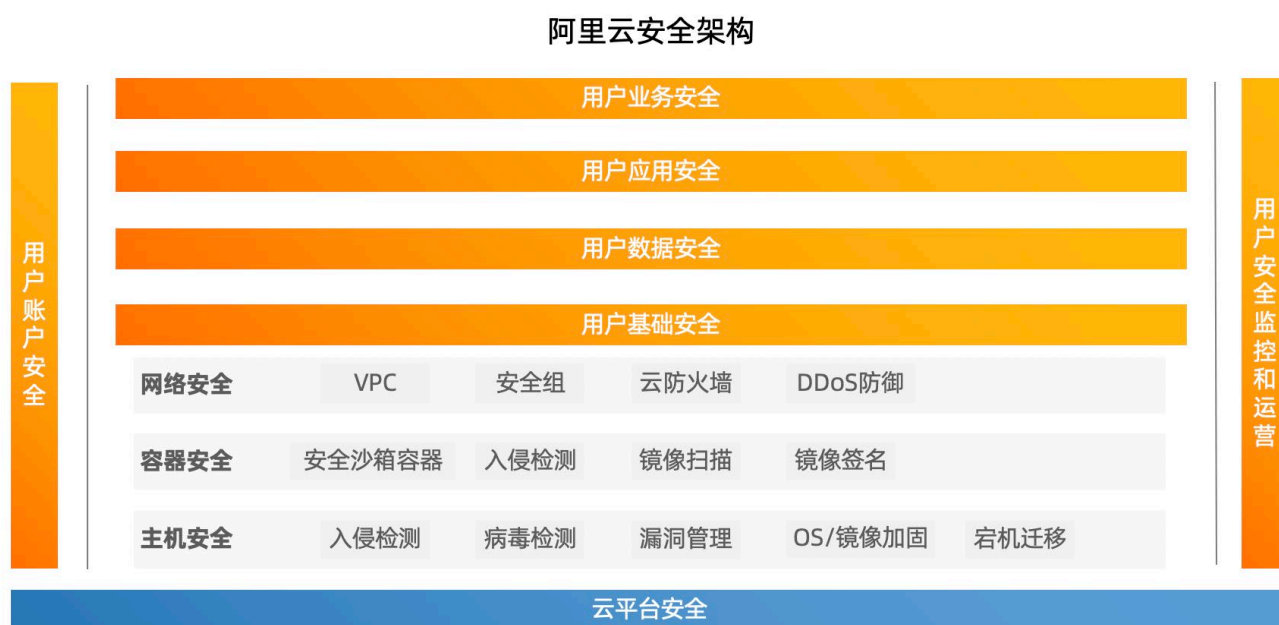 阿里云安全架构
用户账户安全
用户业务安全
用户应用安全
用户数据安全
用户基础安全
网络安全 VPC 安全组 云防火墙 DDoS防御
容器安全 安全沙箱容器 入侵检测 镜像扫描 镜像签名
主机安全 入侵检测 病毒检测 漏洞管理 OS/镜像加固 宕机迁移
用户安全监控和运营
云平台安全